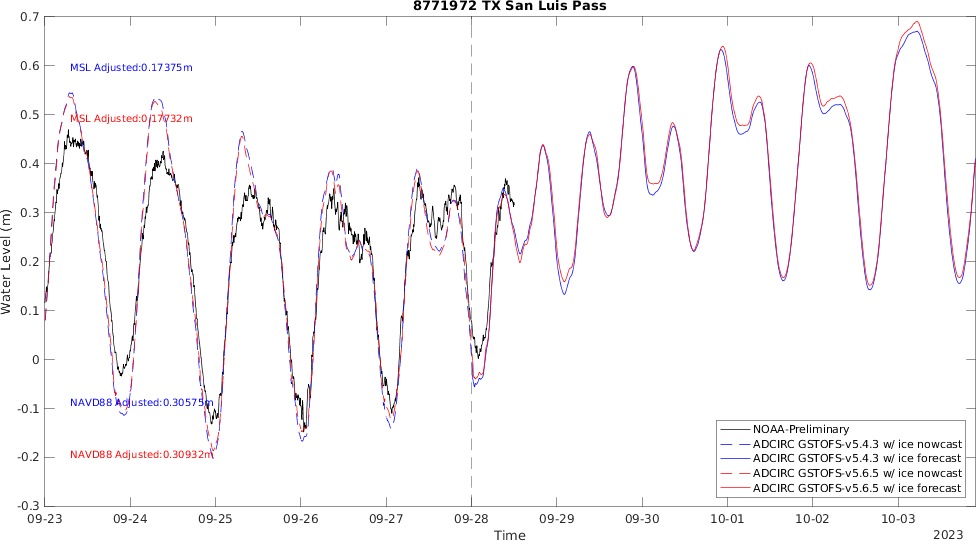 8771972 TX San Luis Pass
0.7
0.6
0.5
0.4
0.3
0.2
0.1
0
-0.1
-0.2
-0.3
Water Level (m)
MSL Adjusted:0.17375m
MSL Adjusted:0.17732m
NAVD88 Adjusted:0.30575m
NAVD88 Adjusted:0.30932m
NOAA-Preliminary
ADCIRC GSTOFS-v5.4.3 w/ ice nowcast
ADCIRC GSTOFS-v5.4.3 w/ ice forecast
ADCIRC GSTOFS-v5.6.5 w/ ice nowcast
ADCIRC GSTOFS-v5.6.5 w/ ice forecast
09-23 09-24 09-25 09-26 09-27 09-28 09-29 09-30 10-01 10-02 10-03
Time
2023